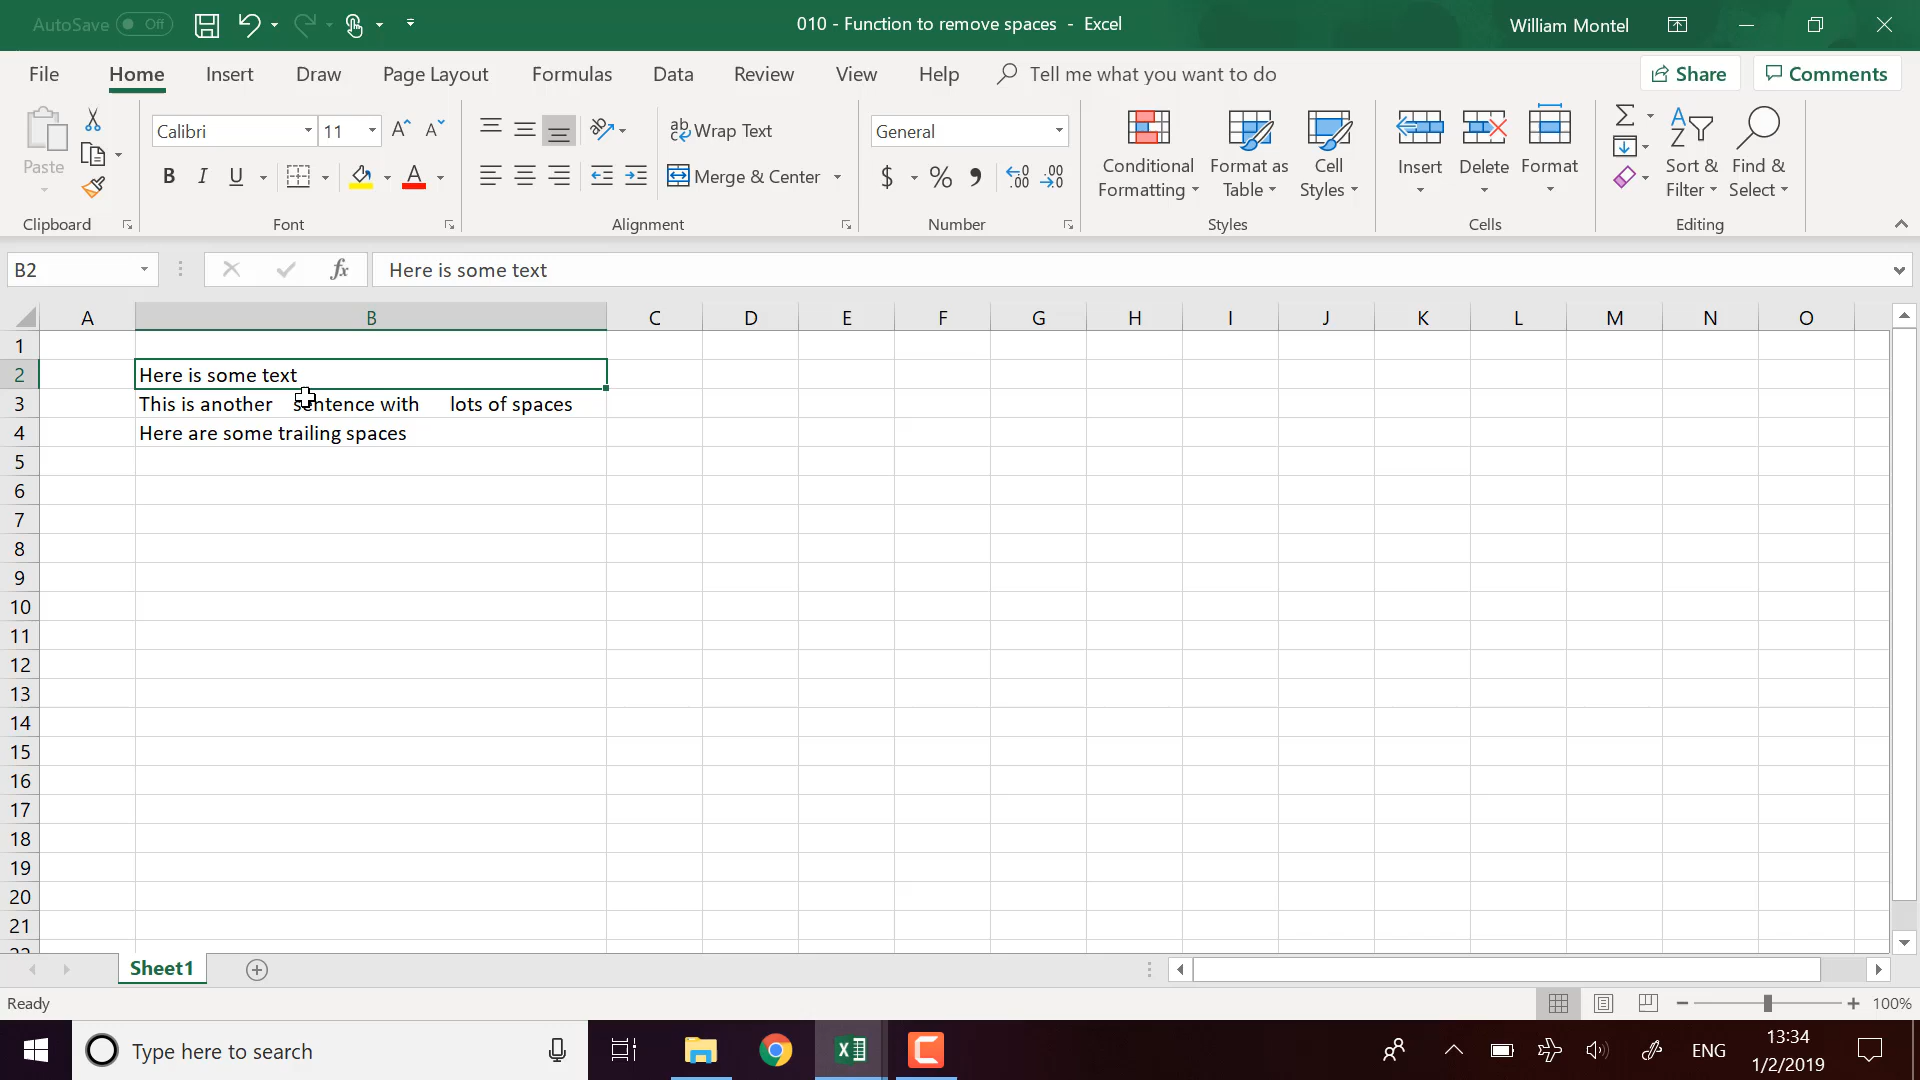 AutoSave Off
010 - Function to remove spaces - Excel
William Montel
File Home Insert Draw Page Layout Formulas Data Review View Help Tell me what you want to do Share Comments
Paste
Calibri 11
ab Wrap Text
General
Conditional Formatting
Format as Table
Cell Styles
Insert Delete Format
Sort & Filter
Find & Select
B I U A
Merge & Center
$ % 9
Clipboard Font Alignment Number Styles Cells Editing
B2 fx Here is some text
A B C D E F G H I J K L M N O
1
2 Here is some text
3 This is another sentence with lots of spaces
4 Here are some trailing spaces
5
6
7
8
9
10
11
12
13
14
15
16
17
18
19
20
21
Sheet1
Ready 100%
Type here to search
ENG
13:34
1/2/2019